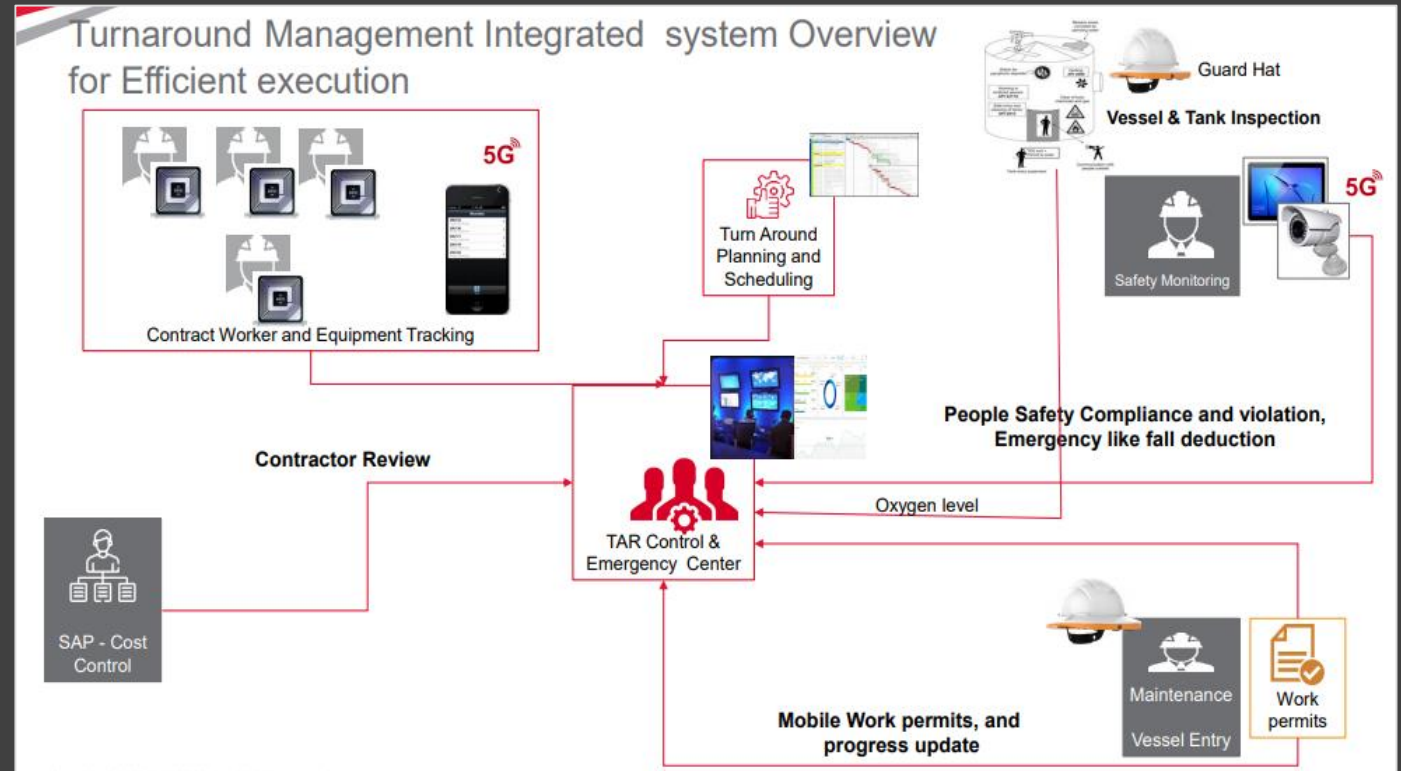 Turnaround Management Integrated system Overview
for Efficient execution
Guard Hat
Vessel & Tank Inspection
5G
5G
Turn Around
Planning and
Scheduling
Safety Monitoring
Contract Worker and Equipment Tracking
People Safety Compliance and violation,
Emergency like fall deduction
Contractor Review
Oxygen level
TAR Control &
Emergency Center
SAP - Cost
Control
Maintenance
Vessel Entry
Work
permits
Mobile Work permits, and
progress update